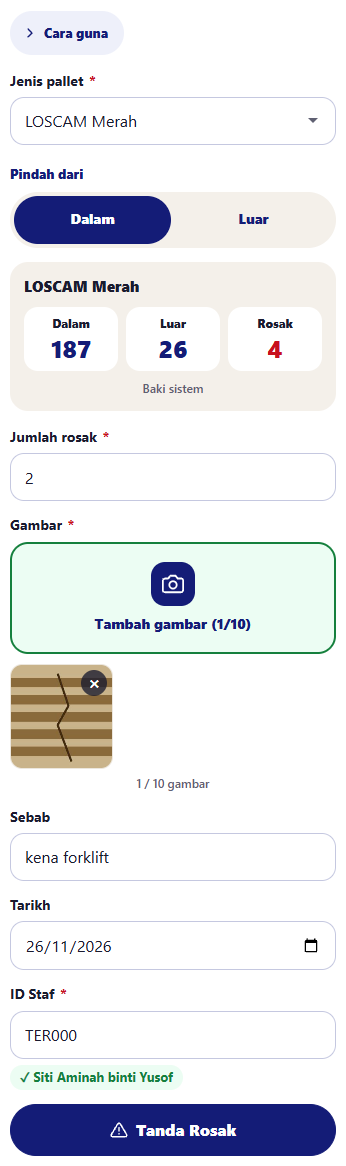 Cara guna
Jenis pallet *
LOSCAM Merah
Pindah dari
Dalam Luar
LOSCAM Merah
Dalam Luar Rosak
187 26 4
Baki sistem
Jumlah rosak *
2
Gambar *
Tambah gambar (1/10)
1 / 10 gambar
Sebab
kena forklift
Tarikh
26/11/2026
ID Staf *
TER000
✓ Siti Aminah binti Yusof
Tanda Rosak